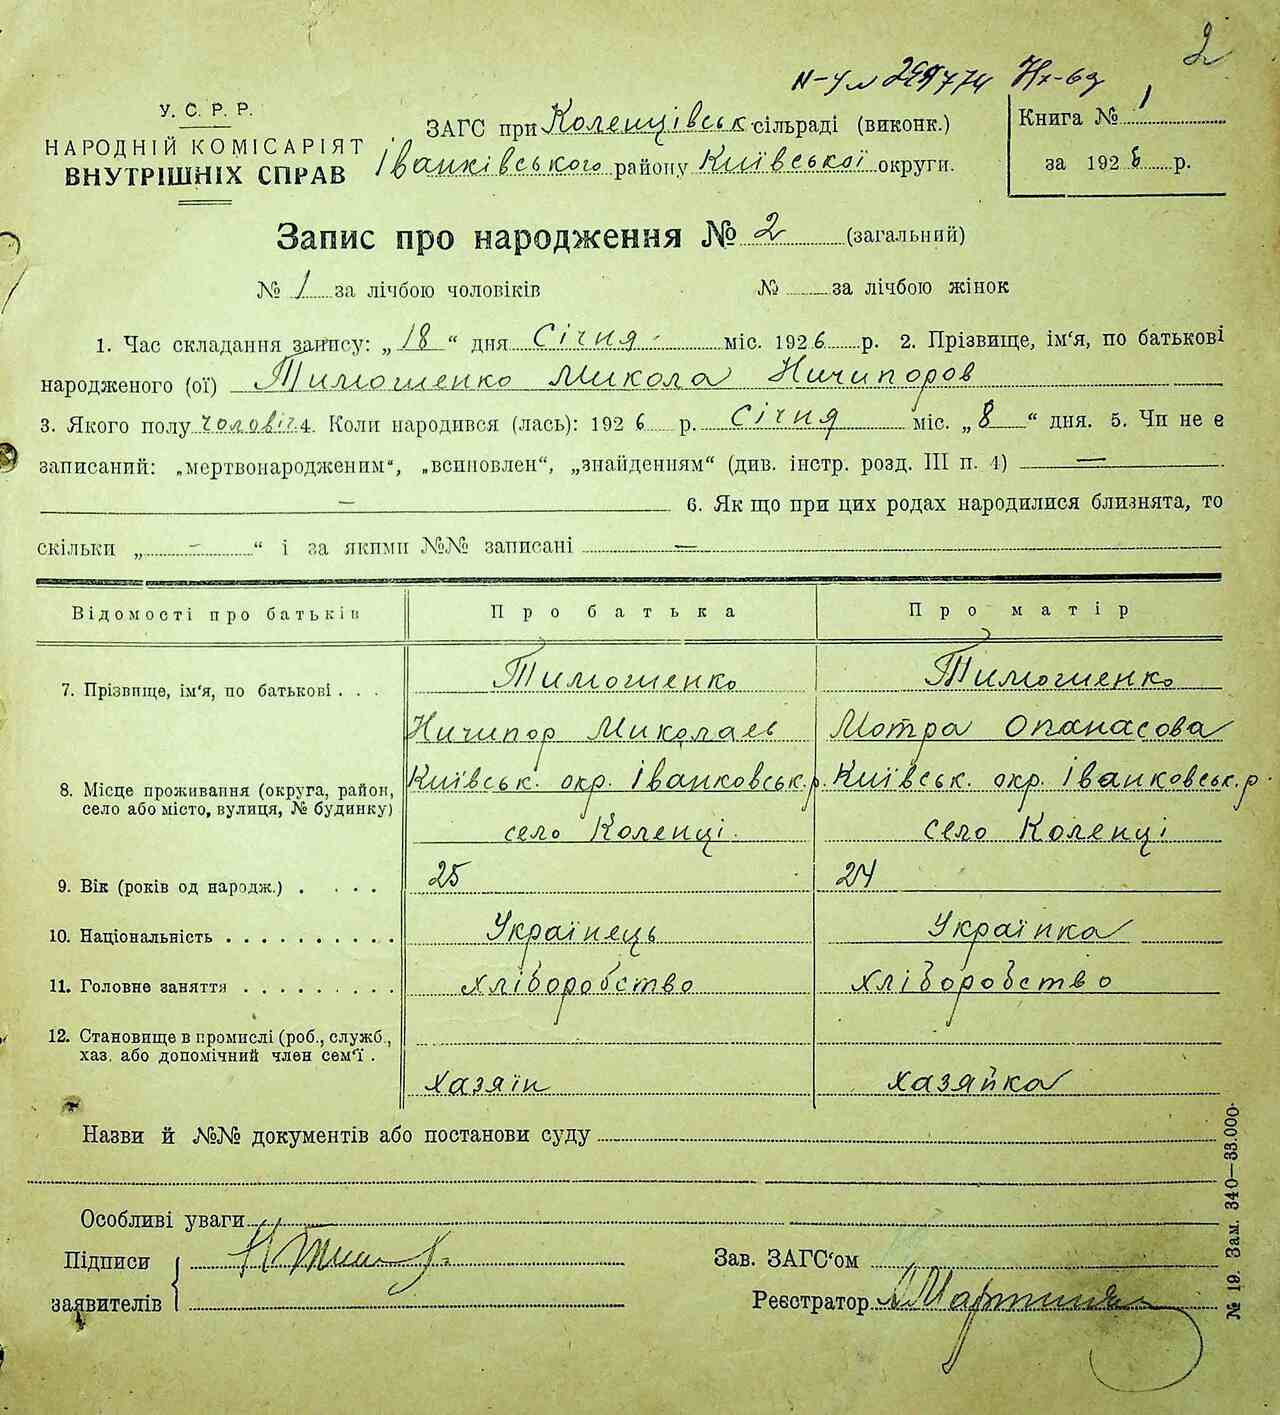 2
У. С. Р. Р.
НАРОДНІЙ КОМІСАРІЯТ
ВНУТРІШНІХ СПРАВ
ЗАГС при Коленцівськ. сільраді (виконк.)
Іванківського району Київської округи.
Книга № 1
за 1926 р.
Запис про народження № 2 (загальний)
№ 1 за лічбою чоловіків № за лічбою жінок
1. Час складання запису: „18“ дня Січня міс. 1926 р. 2. Прізвище, ім‘я, по батькові
народженого (ої) Тимошенко Микола Ничипоров
3. Якого полу чоловіч 4. Коли народився (лась): 1926 р. Січня міс. „8“ дня. 5. Чи не є
записаний: „мертвонародженим“, „всиновлен“, „знайденням“ (див. інстр. розд. III п. 4) —
— 6. Як що при цих родах народилися близнята, то
скільки „ - “ і за якими №№ записані —
Відомості про батьків Про батька Про матір
7. Прізвище, ім‘я, по батькові . . . Тимошенко Тимошенко
Ничипор Миколаєв Мотра Опанасова
8. Місце проживання (округа, район, село або місто, вулиця, № будинку) Київськ. окр. Іванковськ. р. Київськ. окр. Іванковськ. р
село Коленці. село Коленці
9. Вік (років од народж.) . . . . 25 24
10. Національність . . . . . . . . . . Українець Українка
11. Головне заняття . . . . . . . . . хліборобство хліборобство
12. Становище в промислі (роб., служб.,
хаз. або допомічний член сем‘ї . хазяїн хазяйка
Назви й №№ документів або постанови суду
Особливі уваги
Підписи
заявителів
Зав. ЗАГС‘ом
Реєстратор
№ 19. Зам. 340—33.000.